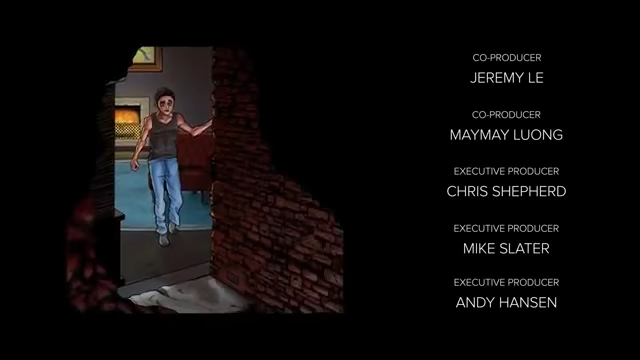 CO-PRODUCER
JEREMY LE
CO-PRODUCER
MAYMAY LUONG
EXECUTIVE PRODUCER
CHRIS SHEPHERD
EXECUTIVE PRODUCER
MIKE SLATER
EXECUTIVE PRODUCER
ANDY HANSEN